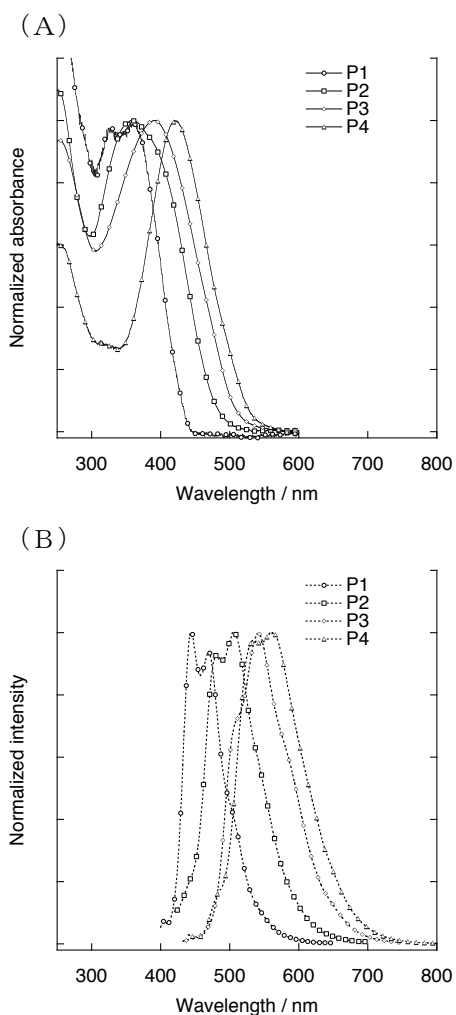 （A）
P1
P2
P3
P4
Normalized absorbance
300 400 500 600 700 800
Wavelength / nm
（B）
P1
P2
P3
P4
Normalized intensity
300 400 500 600 700 800
Wavelength / nm